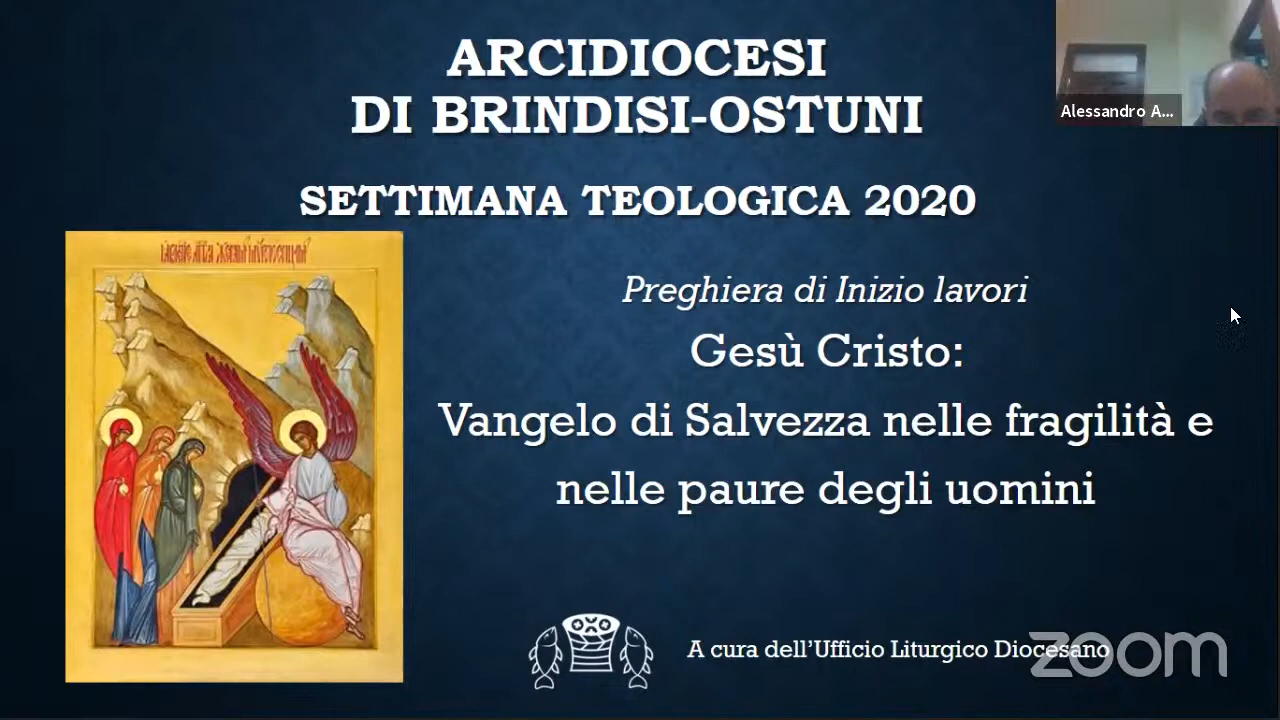 ARCIDIOCESI
DI BRINDISI-OSTUNI
Alessandro A...
SETTIMANA TEOLOGICA 2020
Preghiera di Inizio lavori
Gesù Cristo:
Vangelo di Salvezza nelle fragilità e
nelle paure degli uomini
A cura dell'Ufficio Liturgico Diocesano
zoom